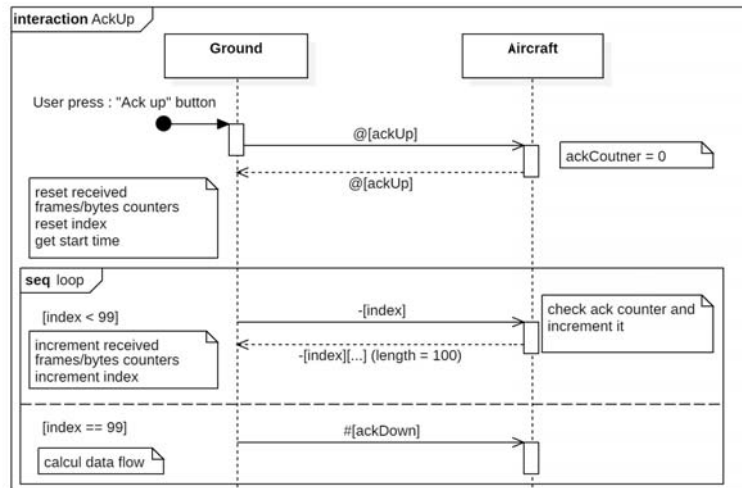 interaction AckUp
Ground
Aircraft
User press : "Ack up" button
@[ackUp]
ackCoutner = 0
@[ackUp]
reset received
frames/bytes counters
reset index
get start time
seq loop
[index < 99]
-[index]
check ack counter and
increment it
increment received
frames/bytes counters
increment index
-[index][...] (length = 100)
[index == 99]
#[ackDown]
calcul data flow